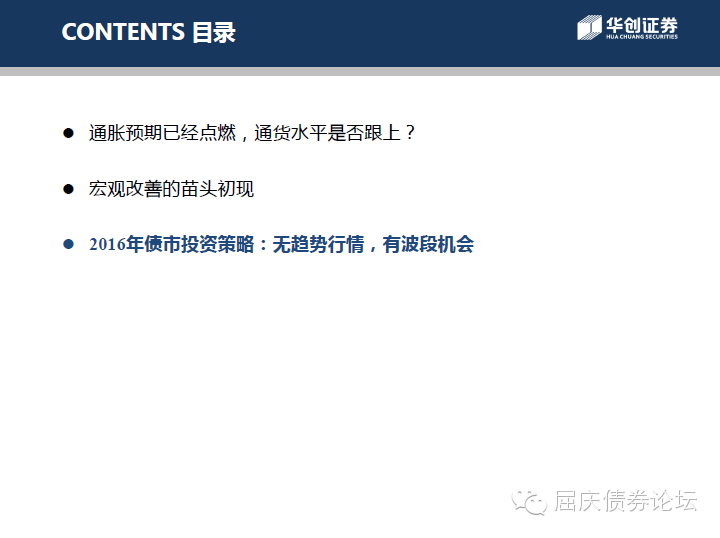 CONTENTS 目录
华创证券
HUA CHUANG SECURITIES
通胀预期已经点燃，通货水平是否跟上？
宏观改善的苗头初现
2016年债市投资策略：无趋势行情，有波段机会
屈庆债券论坛